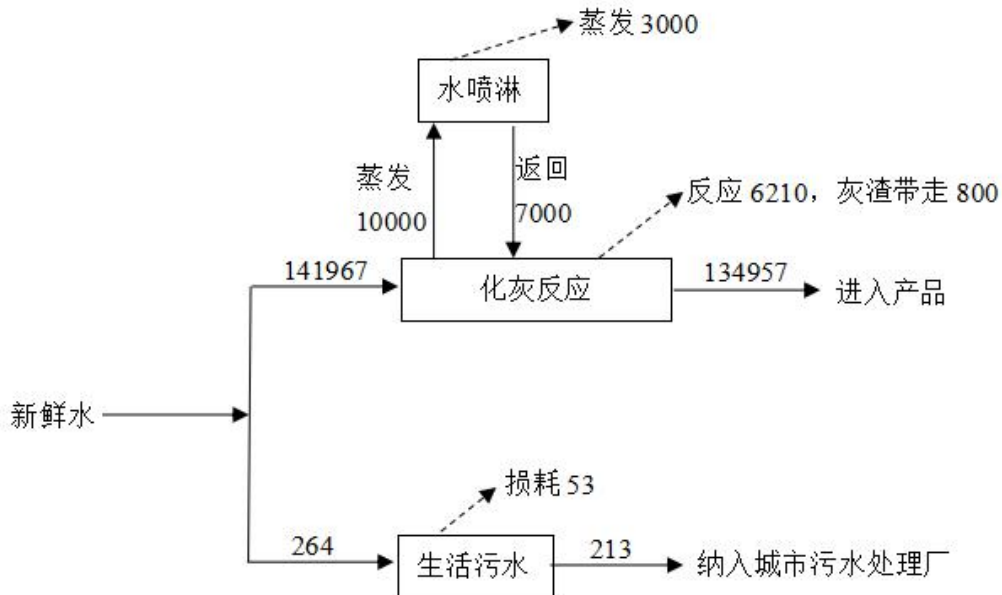 蒸发 3000
水喷淋
蒸发
10000
返回
7000
反应 6210，灰渣带走 800
141967
化灰反应
134957
进入产品
新鲜水
损耗 53
264
生活污水
213
纳入城市污水处理厂